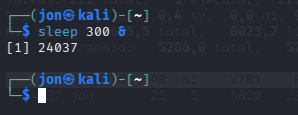 ┌──(jon㉿kali)-[~]
└─$ sleep 300 &
[1] 24037
┌──(jon㉿kali)-[~]
└─$